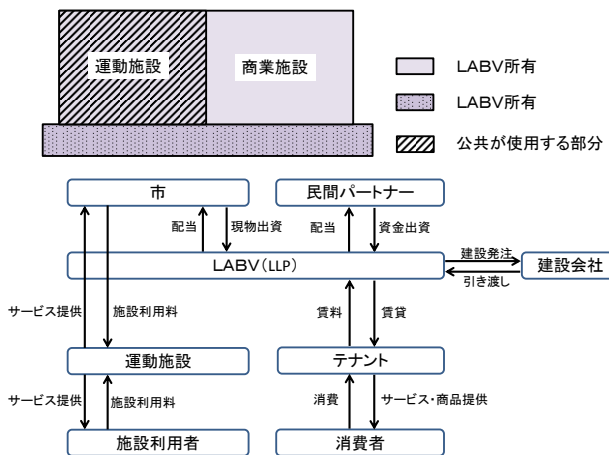 運動施設
商業施設
LABV所有
LABV所有
公共が使用する部分
市
民間パートナー
配当
現物出資
配当
資金出資
LABV(LLP)
建設発注
引き渡し
建設会社
サービス提供
施設利用料
賃料
賃貸
運動施設
テナント
サービス提供
施設利用料
消費
サービス・商品提供
施設利用者
消費者